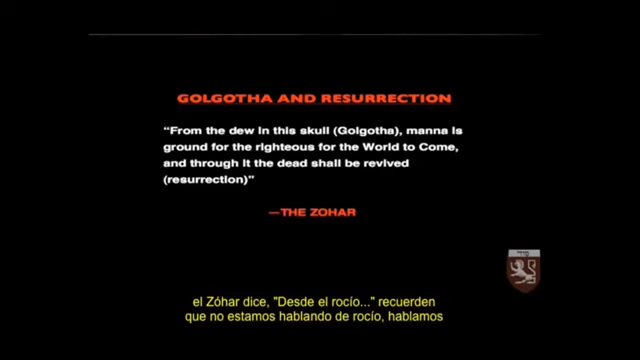 GOLGOTHA AND RESURRECTION
“From the dew in this skull (Golgotha), manna is
ground for the righteous for the World to Come,
and through it the dead shall be revived
(resurrection)”
—THE ZOHAR
el Zóhar dice, "Desde el rocío..." recuerden
que no estamos hablando de rocío, hablamos